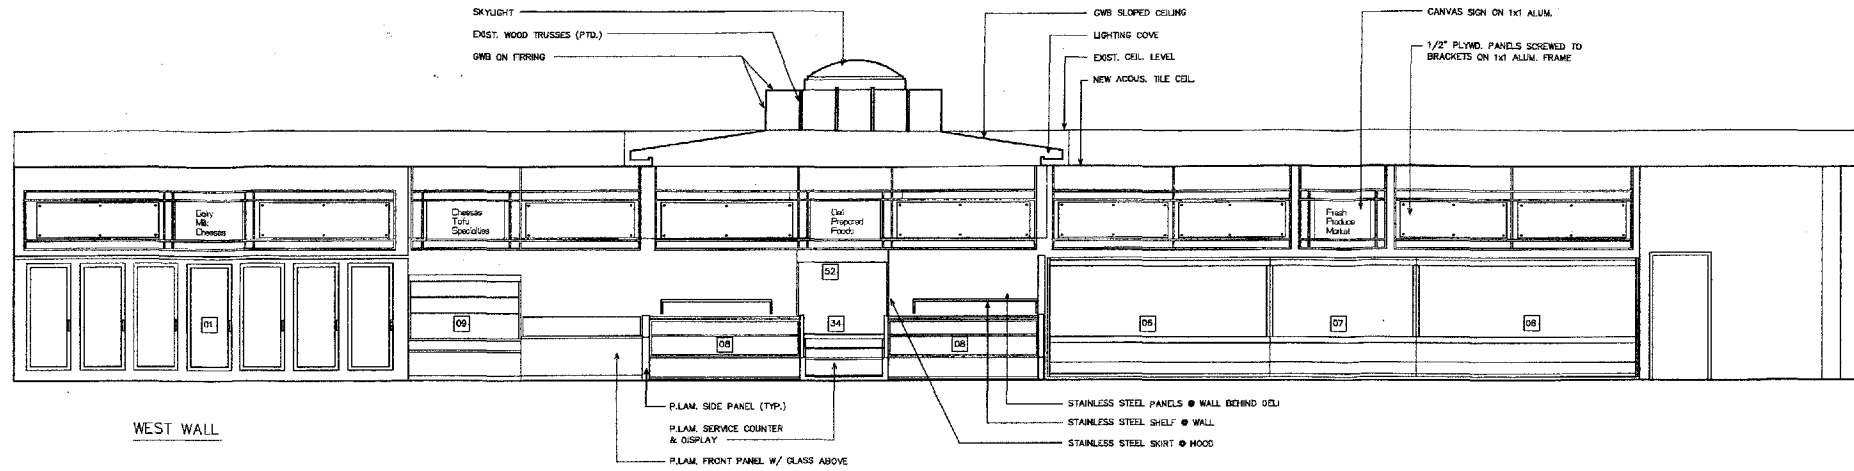 SKYLIGHT
EXIST. WOOD TRUSSES (PTD.)
GWB ON FIRRING
GWB SLOPED CEILING
LIGHTING COVE
EXIST. CEIL. LEVEL
NEW ACOUS. TILE CEIL.
CANVAS SIGN ON 1x1 ALUM.
1/2" PLYWD. PANELS SCREWED TO
BRACKETS ON 1x1 ALUM. FRAME
Dairy
Milk
Cheeses
Cheeses
Tofu
Specialties
Deli
Prepared
Foods
Fresh
Produce
Market
52
01
09
08
34
08
05
07
06
WEST WALL
P.LAM. SIDE PANEL (TYP.)
P.LAM. SERVICE COUNTER
& DISPLAY
P.LAM. FRONT PANEL W/ GLASS ABOVE
STAINLESS STEEL PANELS @ WALL BEHIND DELI
STAINLESS STEEL SHELF @ WALL
STAINLESS STEEL SKIRT @ HOOD